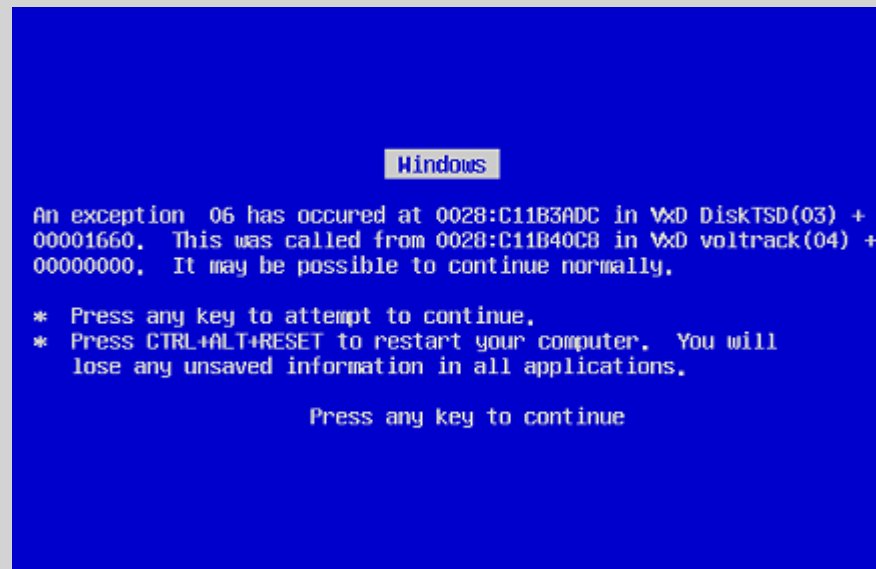 Windows
An exception 06 has occured at 0028:C11B3ADC in VxD DiskTSD(03) +
00001660. This was called from 0028:C11B40C8 in VxD voltrack(04) +
00000000. It may be possible to continue normally.
* Press any key to attempt to continue.
* Press CTRL+ALT+RESET to restart your computer. You will
lose any unsaved information in all applications.
Press any key to continue